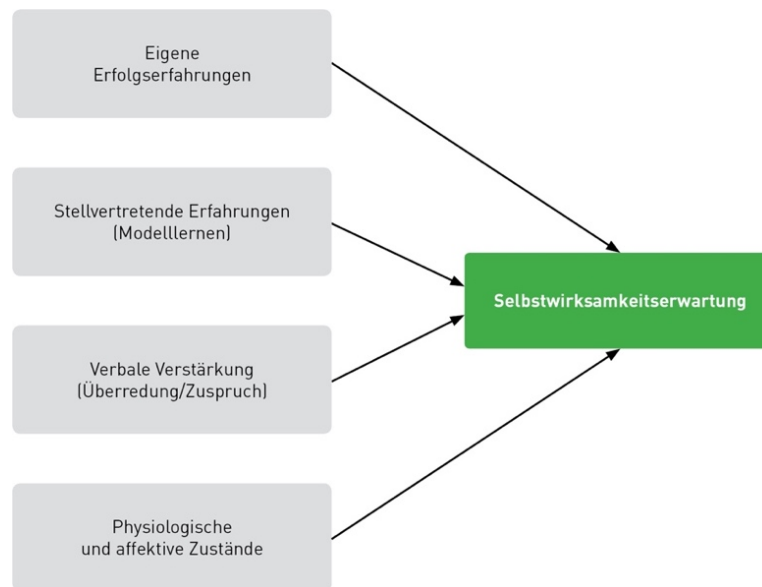 Eigene
Erfolgserfahrungen
Stellvertretende Erfahrungen
(Modelllernen)
Selbstwirksamkeitserwartung
Verbale Verstärkung
(Überredung/Zuspruch)
Physiologische
und affektive Zustände